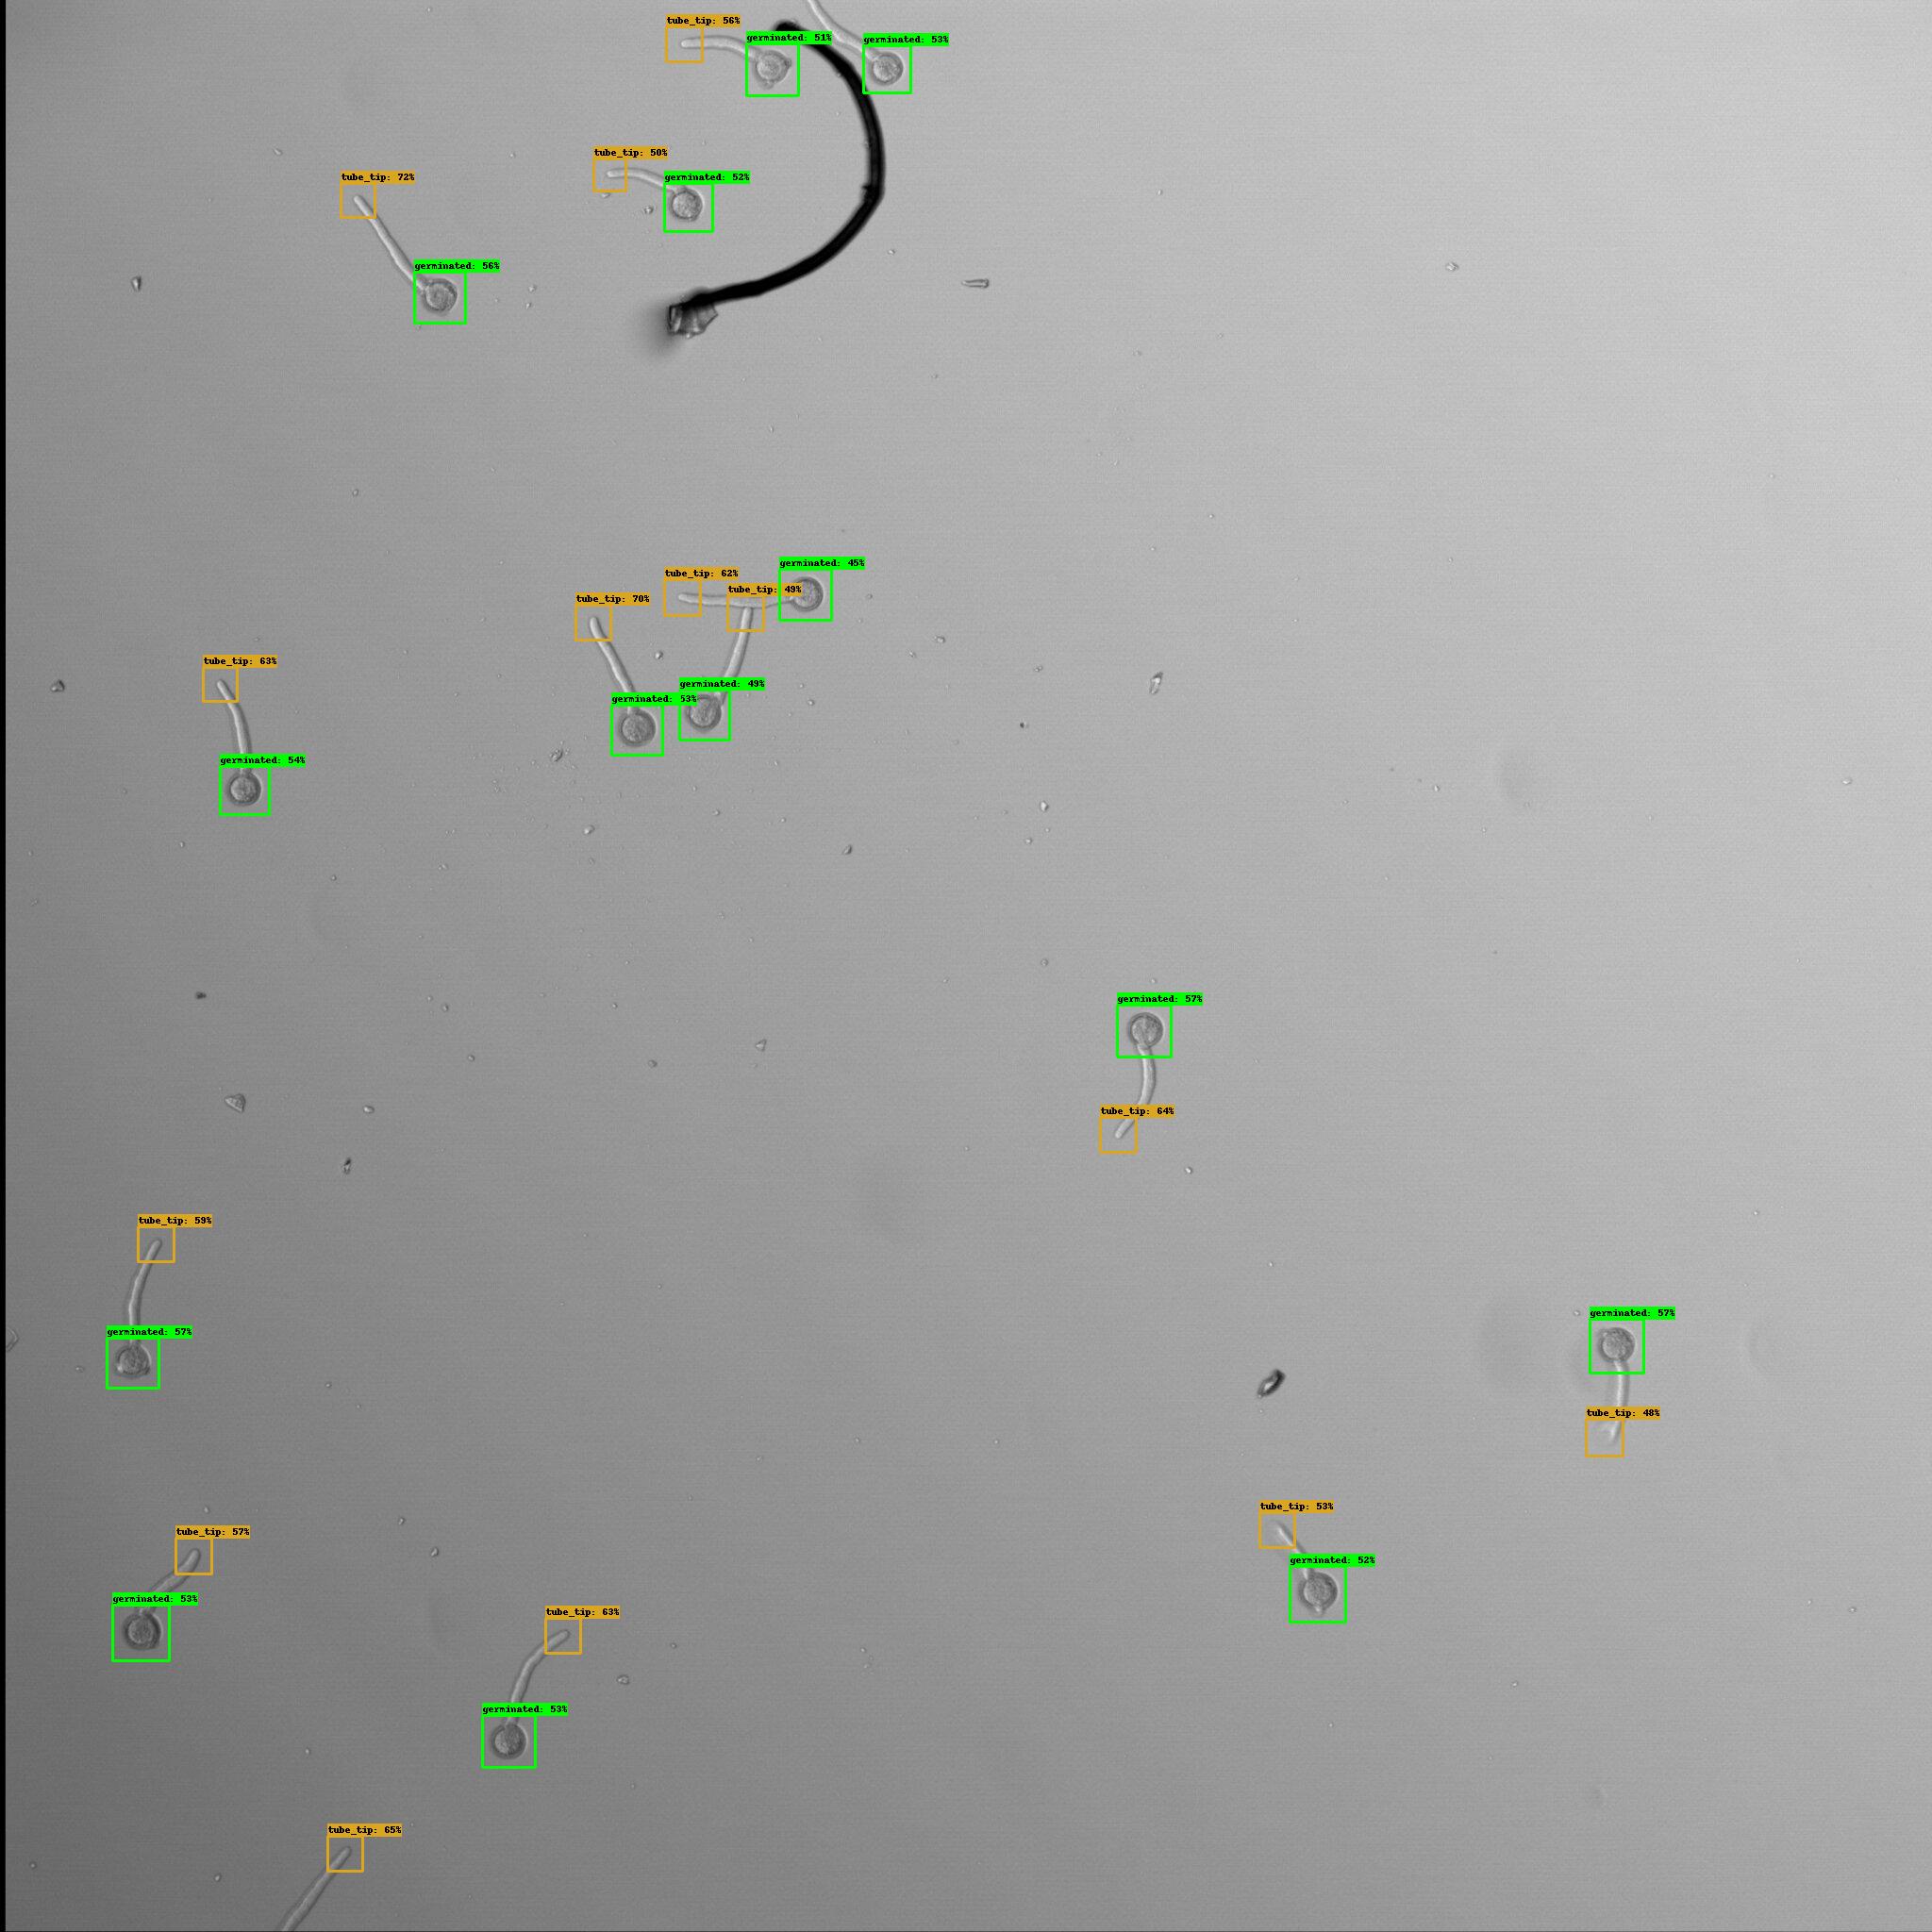 tube_tip: 56%
germinated: 51%
germinated: 53%
tube_tip: 50%
tube_tip: 72%
germinated: 52%
germinated: 56%
germinated: 45%
tube_tip: 62%
tube_tip: 49%
tube_tip: 70%
tube_tip: 63%
germinated: 49%
germinated: 53%
germinated: 54%
germinated: 57%
tube_tip: 64%
tube_tip: 59%
germinated: 57%
germinated: 57%
tube_tip: 48%
tube_tip: 53%
tube_tip: 57%
germinated: 52%
germinated: 53%
tube_tip: 63%
germinated: 53%
tube_tip: 65%